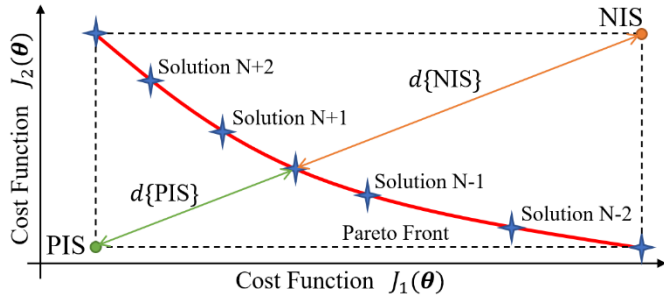 NIS
Cost Function J₂(θ)
Solution N+2
d{NIS}
Solution N+1
d{PIS}
Solution N-1
Solution N-2
PIS
Pareto Front
Cost Function J₁(θ)